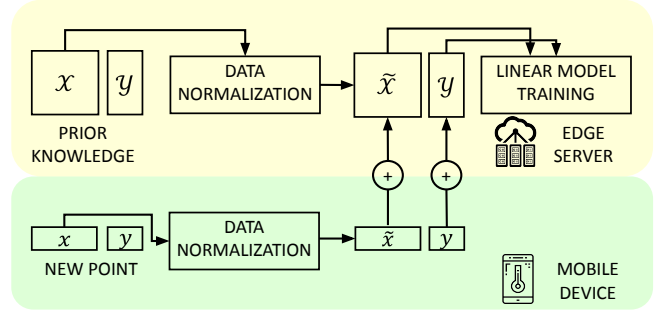 𝒳 𝒴
DATA
NORMALIZATION
𝒳̃ 𝒴
LINEAR MODEL
TRAINING
PRIOR
KNOWLEDGE
EDGE
SERVER
+ +
x y
DATA
NORMALIZATION
x̃ y
NEW POINT
MOBILE
DEVICE